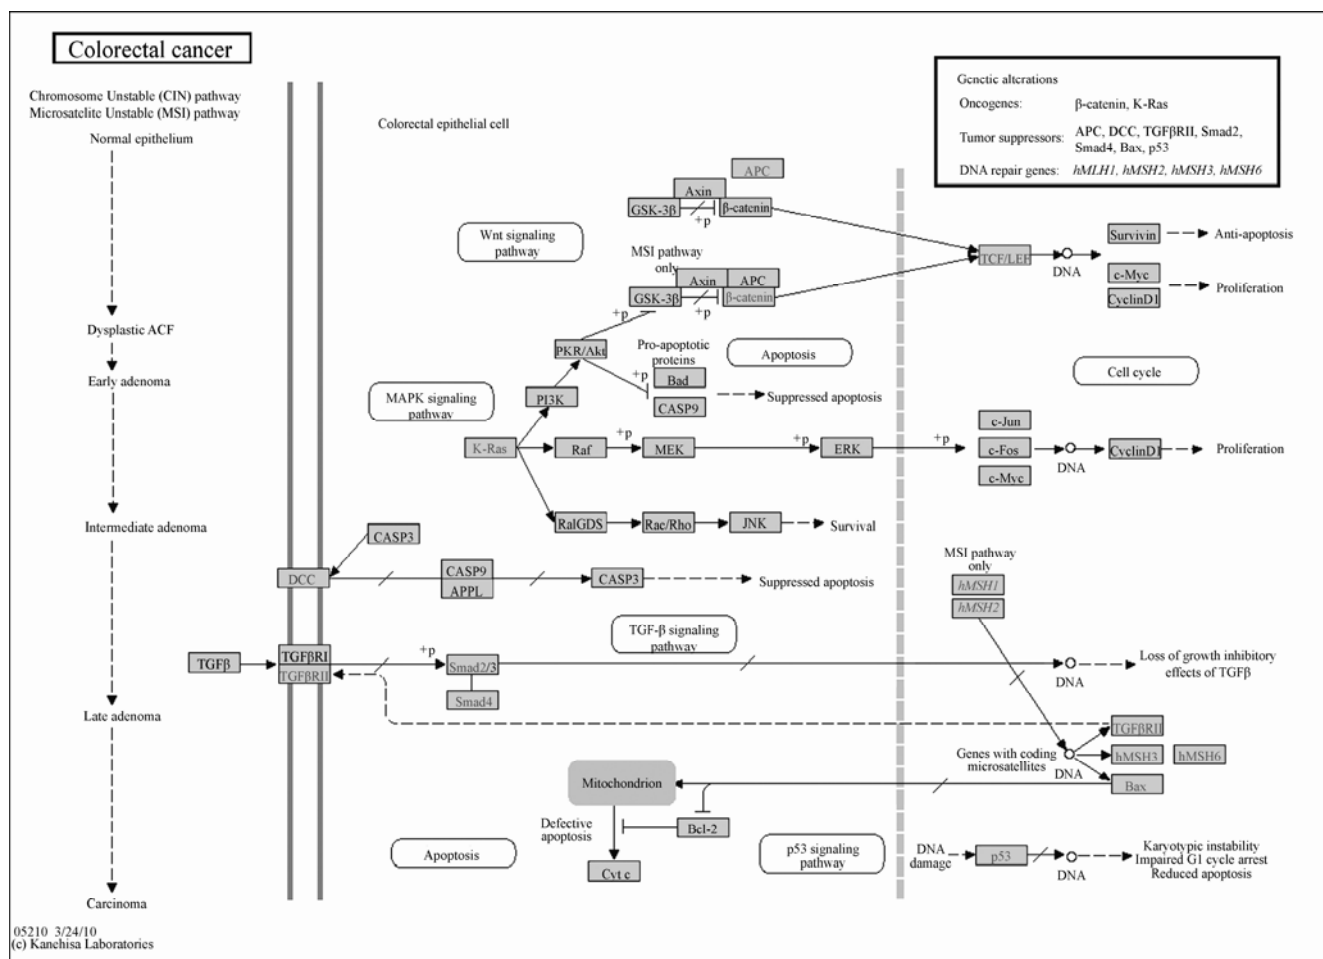 Colorectal cancer
Chromosome Unstable (CIN) pathway
Microsatelite Unstable (MSI) pathway
Normal epithelium
Dysplastic ACF
Early adenoma
Intermediate adenoma
Late adenoma
Carcinoma
05210 3/24/10
(c) Kanehisa Laboratories
Colorectal epithelial cell
Genetic alterations
Oncogenes: β-catenin, K-Ras
Tumor suppressors: APC, DCC, TGFβRII, Smad2,
Smad4, Bax, p53
DNA repair genes: hMLH1, hMSH2, hMSH3, hMSH6
APC
Axin
GSK-3β
+p
β-catenin
Wnt signaling
pathway
MSI pathway
only
Axin
APC
GSK-3β
+p
β-catenin
TCF/LEF
DNA
Survivin
Anti-apoptosis
c-Myc
CyclinD1
Proliferation
+p
PKR/Akt
Pro-apoptotic
proteins
+p
Bad
CASP9
Apoptosis
Suppressed apoptosis
Cell cycle
MAPK signaling
pathway
PI3K
K-Ras
Raf
+p
MEK
+p
ERK
+p
c-Jun
c-Fos
c-Myc
DNA
CyclinD1
Proliferation
RalGDS
Rac/Rho
JNK
Survival
CASP3
DCC
CASP9
APPL
CASP3
Suppressed apoptosis
MSI pathway
only
hMSH1
hMSH2
TGF-β signaling
pathway
TGFβ
TGFβRI
TGFβRII
+p
Smad2/3
Smad4
DNA
Loss of growth inhibitory
effects of TGFβ
Genes with coding
microsatellites
DNA
TGFβRII
hMSH3
hMSH6
Bax
Mitochondrion
Defective
apoptosis
Bcl-2
Cyt c
Apoptosis
p53 signaling
pathway
DNA
damage
p53
DNA
Karyotypic instability
Impaired G1 cycle arrest
Reduced apoptosis